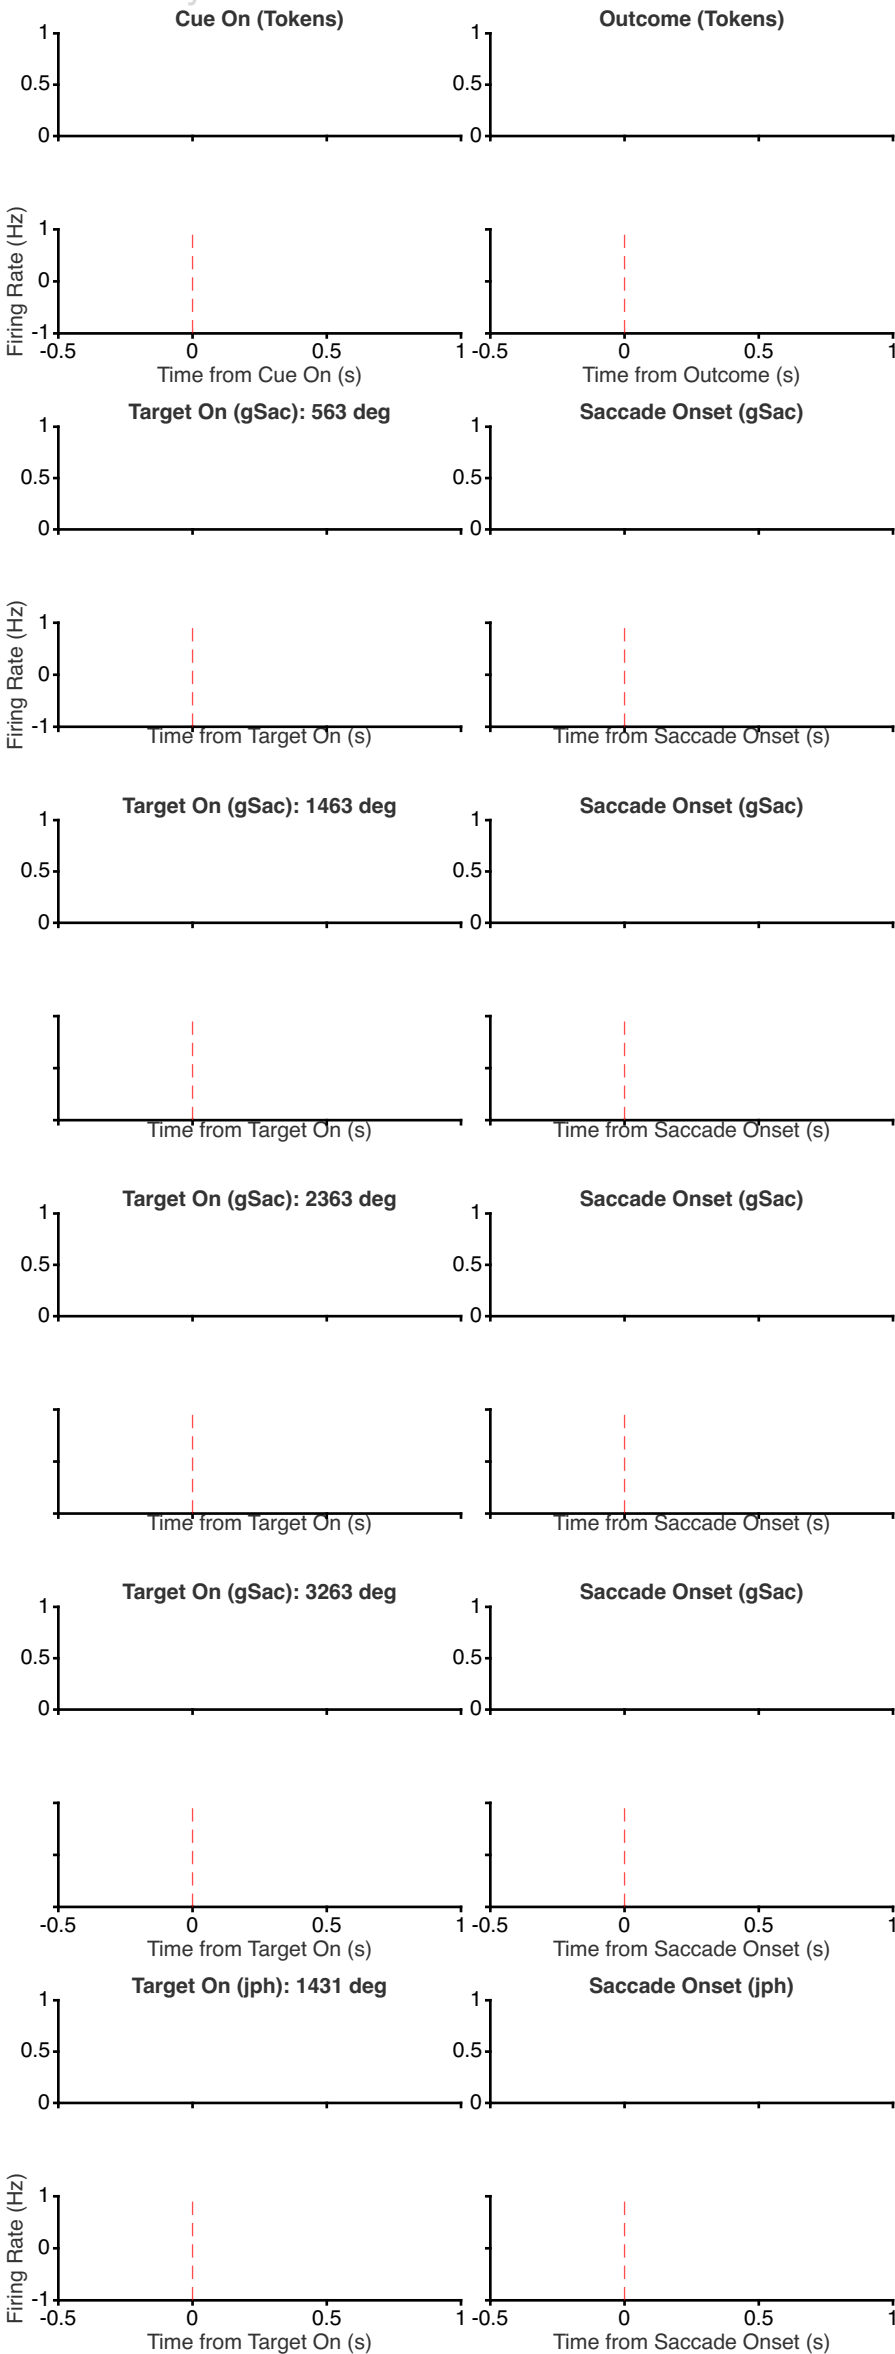 Cue On (Tokens) Outcome (Tokens)
1 1
0.5 0.5
0 0
Firing Rate (Hz)
1
0
-1
-0.5 0 0.5 1 -0.5 0 0.5 1
Time from Cue On (s) Time from Outcome (s)
Target On (gSac): 563 deg Saccade Onset (gSac)
1 1
0.5 0.5
0 0
Firing Rate (Hz)
1
0
-1
Time from Target On (s) Time from Saccade Onset (s)
Target On (gSac): 1463 deg Saccade Onset (gSac)
1 1
0.5 0.5
0 0
Time from Target On (s) Time from Saccade Onset (s)
Target On (gSac): 2363 deg Saccade Onset (gSac)
1 1
0.5 0.5
0 0
Time from Target On (s) Time from Saccade Onset (s)
Target On (gSac): 3263 deg Saccade Onset (gSac)
1 1
0.5 0.5
0 0
-0.5 0 0.5 1 -0.5 0 0.5 1
Time from Target On (s) Time from Saccade Onset (s)
Target On (jph): 1431 deg Saccade Onset (jph)
1 1
0.5 0.5
0 0
Firing Rate (Hz)
1
0
-1
-0.5 0 0.5 1 -0.5 0 0.5 1
Time from Target On (s) Time from Saccade Onset (s)